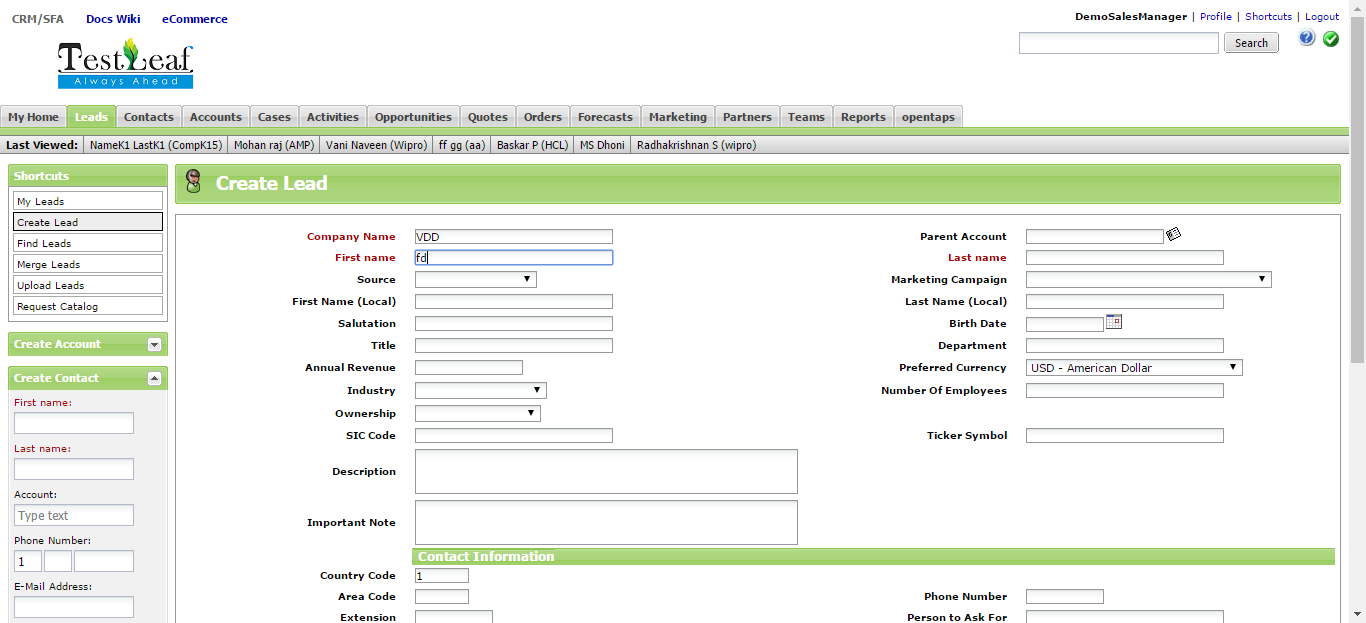 CRM/SFA Docs Wiki eCommerce
DemoSalesManager | Profile | Shortcuts | Logout
TestLeaf
Always Ahead
Search
?
My Home Leads Contacts Accounts Cases Activities Opportunities Quotes Orders Forecasts Marketing Partners Teams Reports opentaps
Last Viewed: NameK1 LastK1 (CompK15) Mohan raj (AMP) Vani Naveen (Wipro) ff gg (aa) Baskar P (HCL) MS Dhoni Radhakrishnan S (wipro)
Shortcuts
My Leads
Create Lead
Find Leads
Merge Leads
Upload Leads
Request Catalog
Create Account
Create Contact
First name:
Last name:
Account:
Type text
Phone Number:
1
E-Mail Address:
Create Lead
Company Name VDD Parent Account
First name fd Last name
Source Marketing Campaign
First Name (Local) Last Name (Local)
Salutation Birth Date
Title Department
Annual Revenue Preferred Currency USD - American Dollar
Industry Number Of Employees
Ownership
SIC Code Ticker Symbol
Description
Important Note
Contact Information
Country Code 1
Area Code Phone Number
Extension Person to Ask For